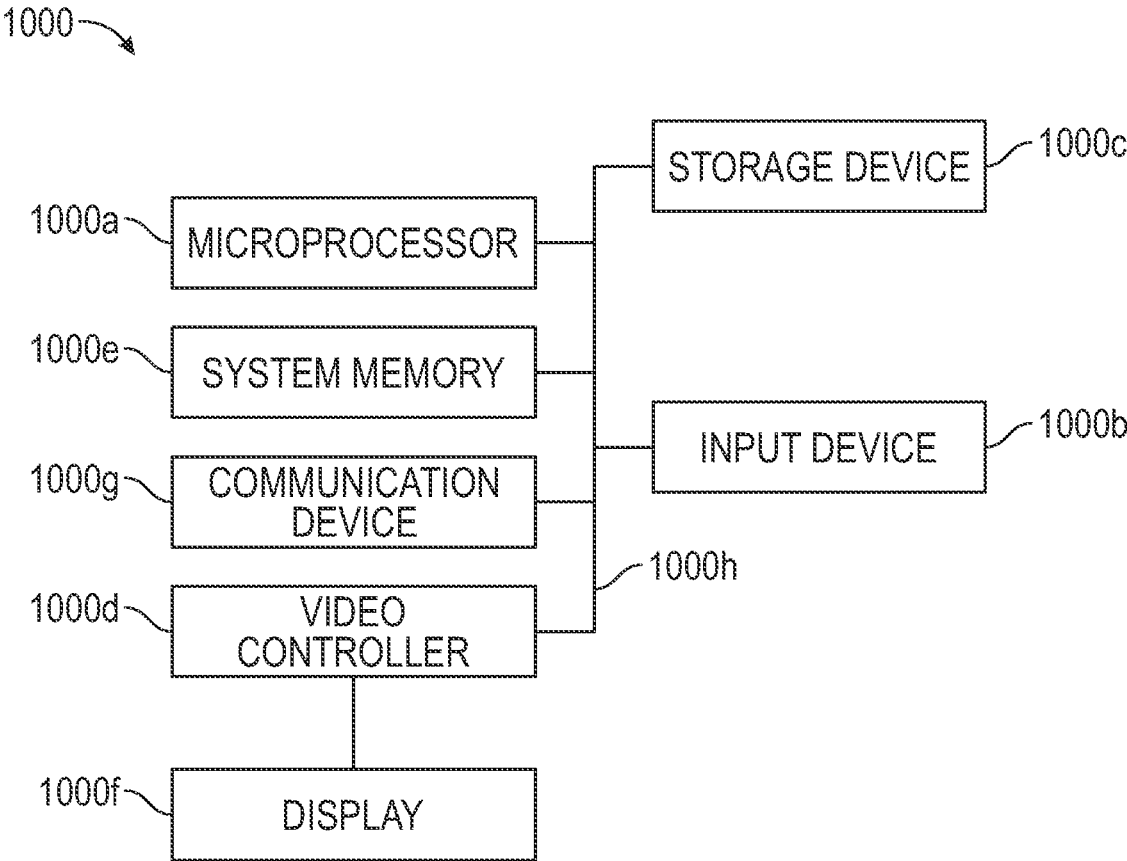 1000
STORAGE DEVICE
1000c
1000a
MICROPROCESSOR
1000e
SYSTEM MEMORY
INPUT DEVICE
1000b
1000g
COMMUNICATION
DEVICE
1000h
1000d
VIDEO
CONTROLLER
1000f
DISPLAY